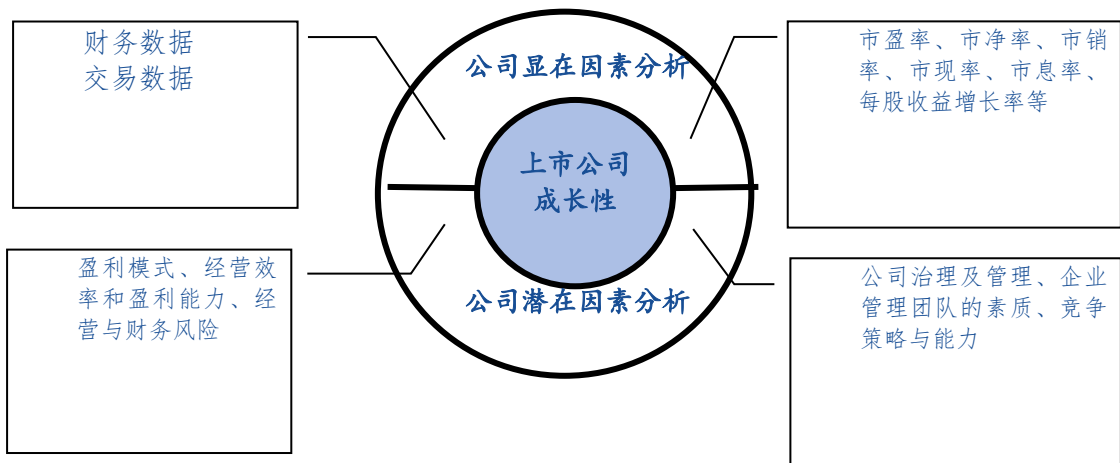 财务数据
交易数据
公司显在因素分析
市盈率、市净率、市销
率、市现率、市息率、
每股收益增长率等
上市公司
成长性
盈利模式、经营效
率和盈利能力、经
营与财务风险
公司潜在因素分析
公司治理及管理、企业
管理团队的素质、竞争
策略与能力